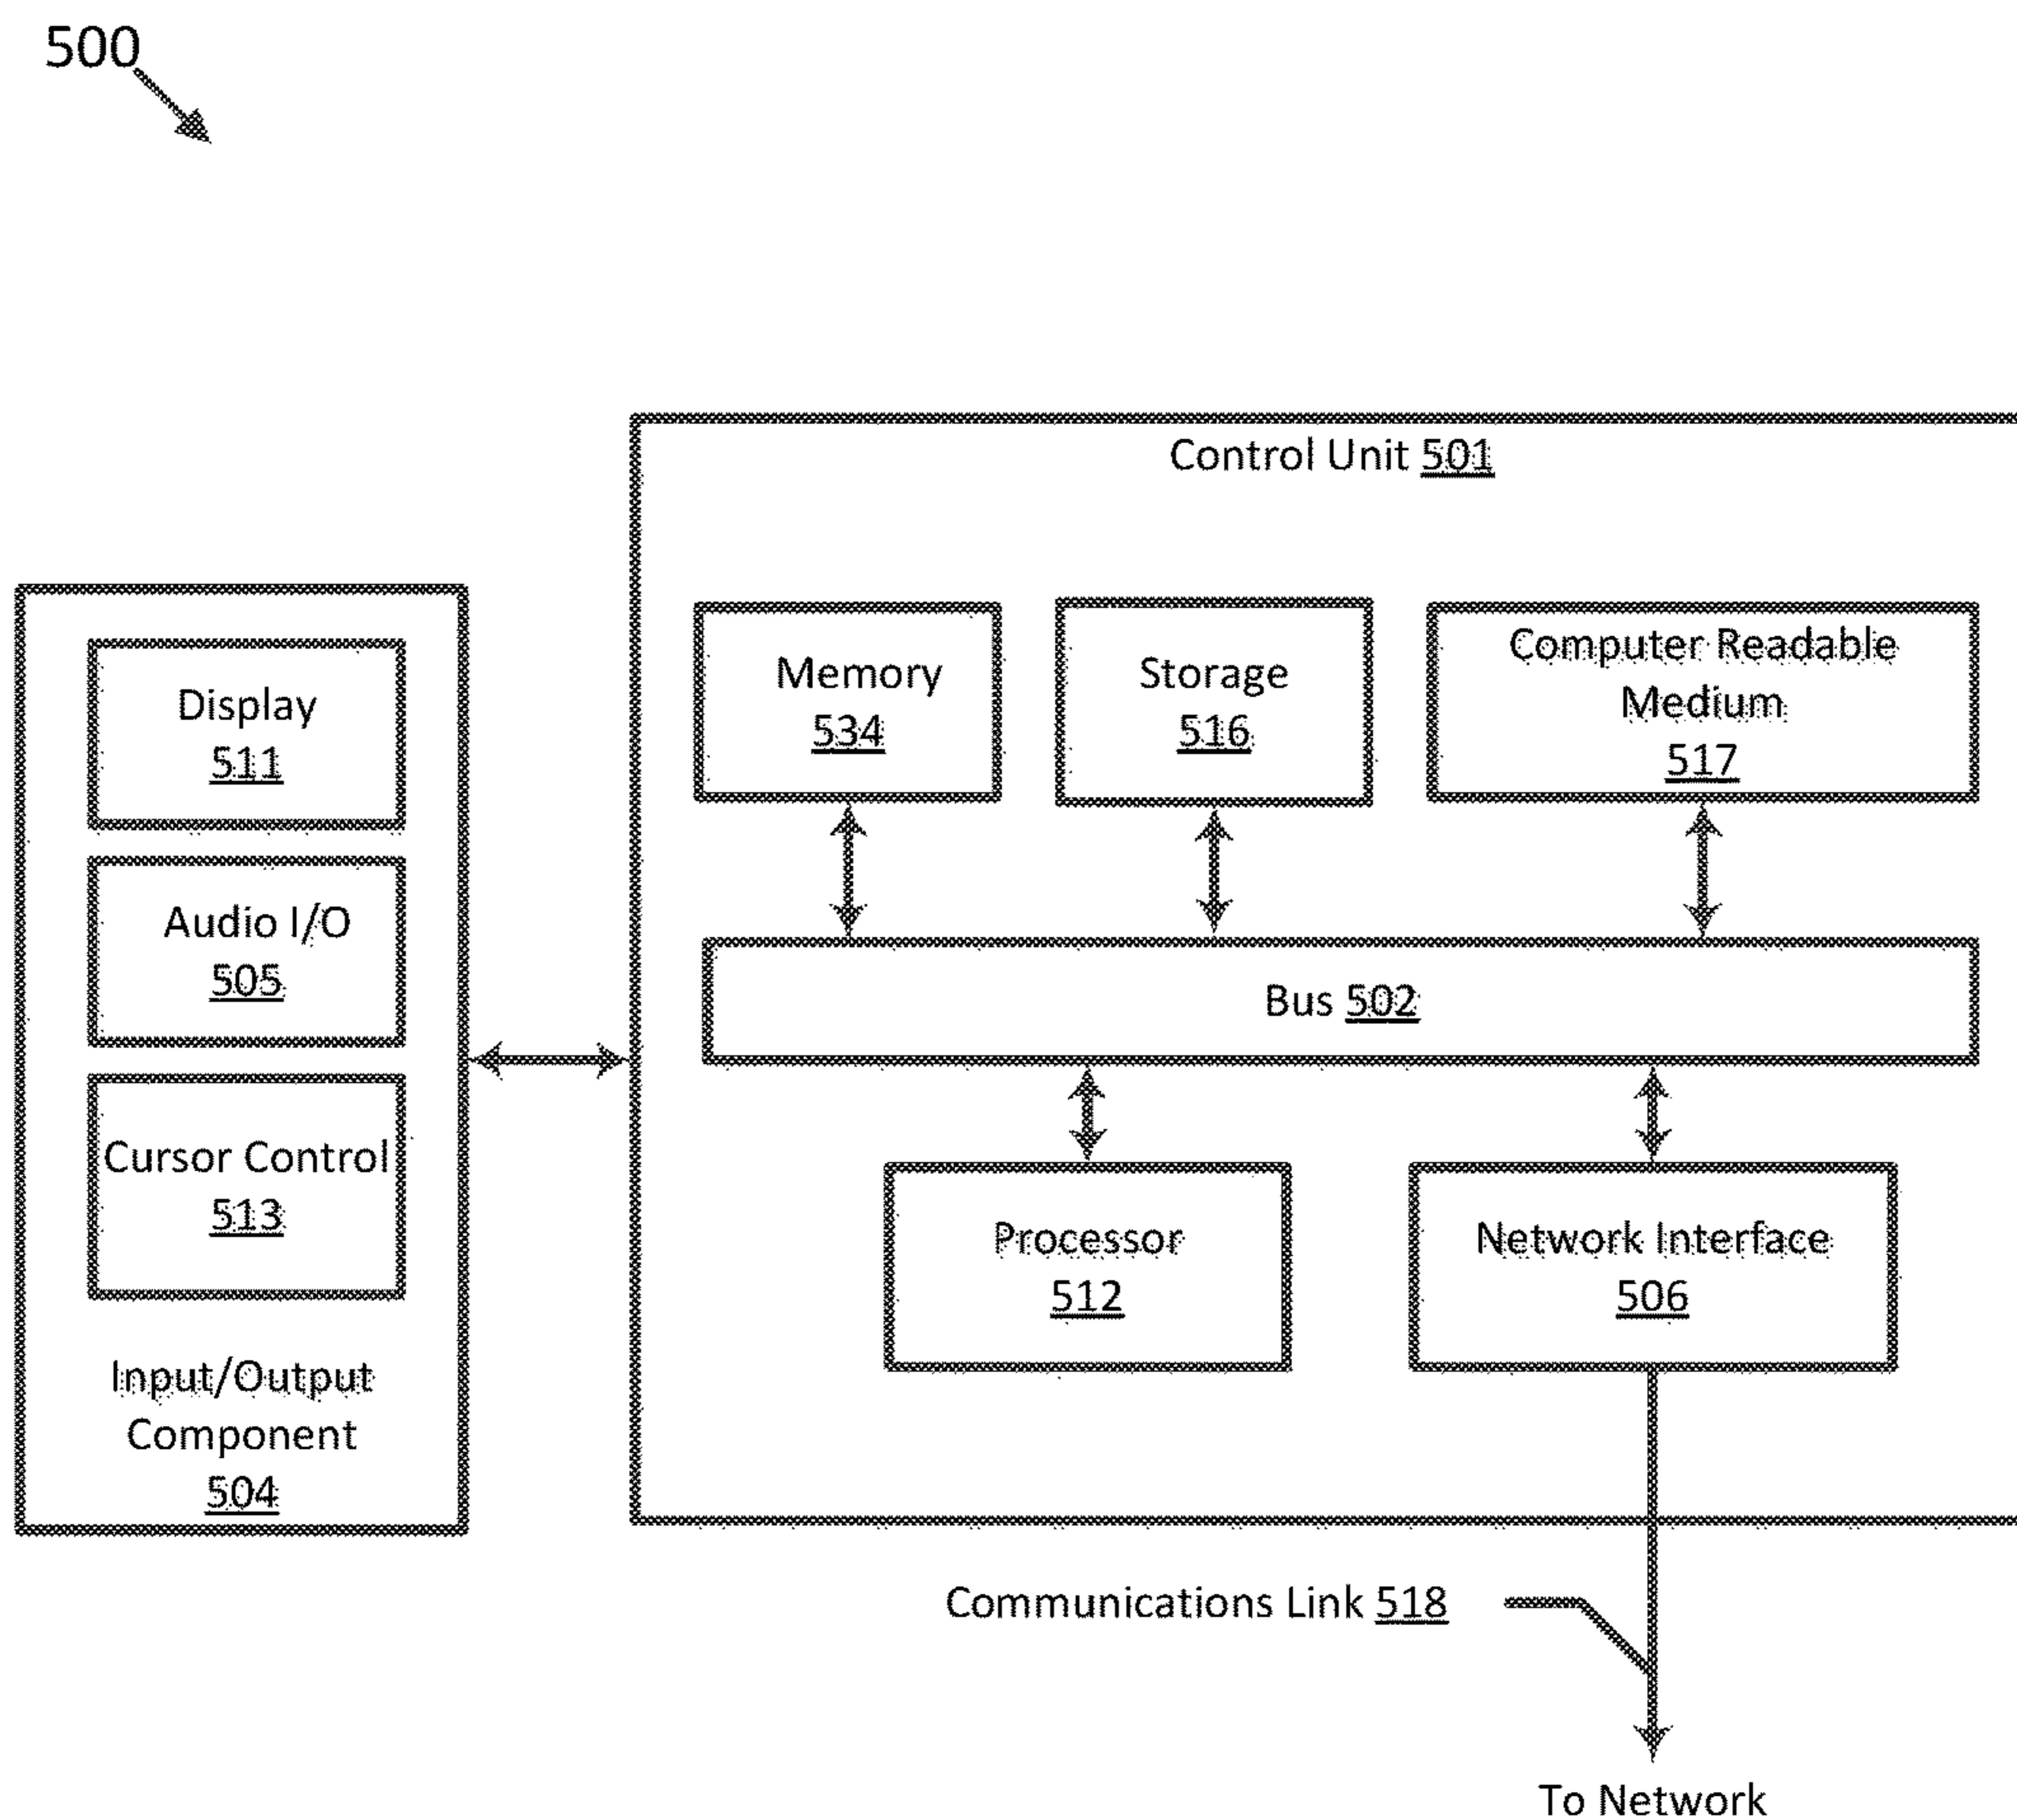 500
Control Unit 501
Memory
534
Storage
516
Computer Readable
Medium
517
Display
511
Audio I/O
505
Cursor Control
513
Input/Output
Component
504
Bus 502
Processor
512
Network Interface
506
Communications Link 518
To Network